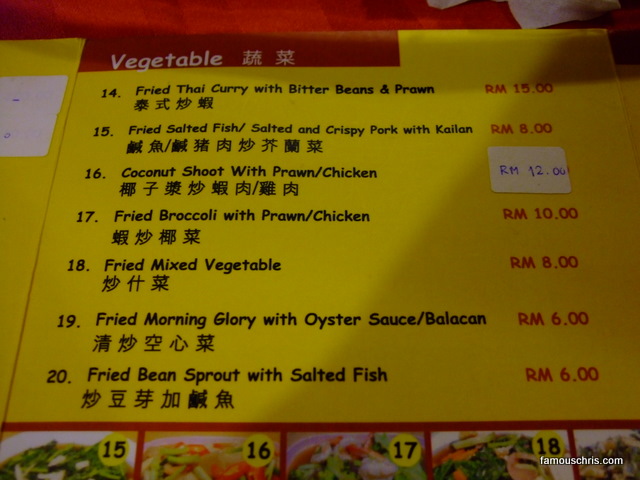 Vegetable 蔬菜
14. Fried Thai Curry with Bitter Beans & Prawn RM 15.00
泰式炒蝦
15. Fried Salted Fish/ Salted and Crispy Pork with Kailan RM 8.00
鹹魚/鹹豬肉炒芥蘭菜
16. Coconut Shoot With Prawn/Chicken RM 12.00
椰子漿炒蝦肉/雞肉
17. Fried Broccoli with Prawn/Chicken RM 10.00
蝦炒椰菜
18. Fried Mixed Vegetable RM 8.00
炒什菜
19. Fried Morning Glory with Oyster Sauce/Balacan RM 6.00
清炒空心菜
20. Fried Bean Sprout with Salted Fish RM 6.00
炒豆芽加鹹魚
15 16 17 18
famouschris.com